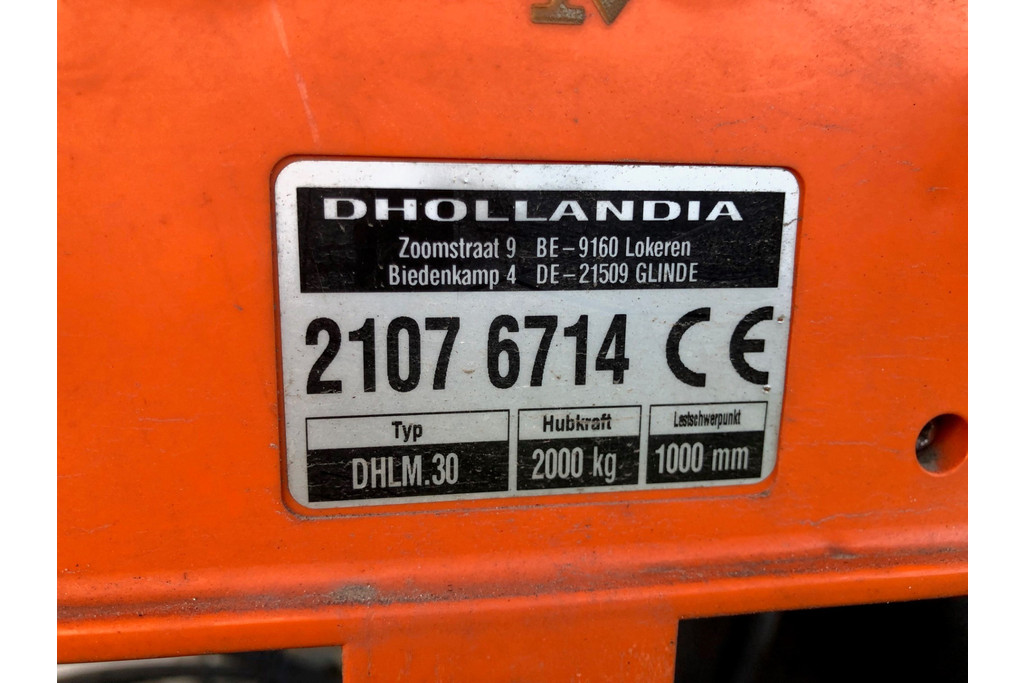 DHOLLANDIA
Zoomstraat 9 BE-9160 Lokeren
Biedenkamp 4 DE-21509 GLINDE
2107 6714 CE
Typ Hubkraft Lastschwerpunkt
DHLM.30 2000 kg 1000 mm